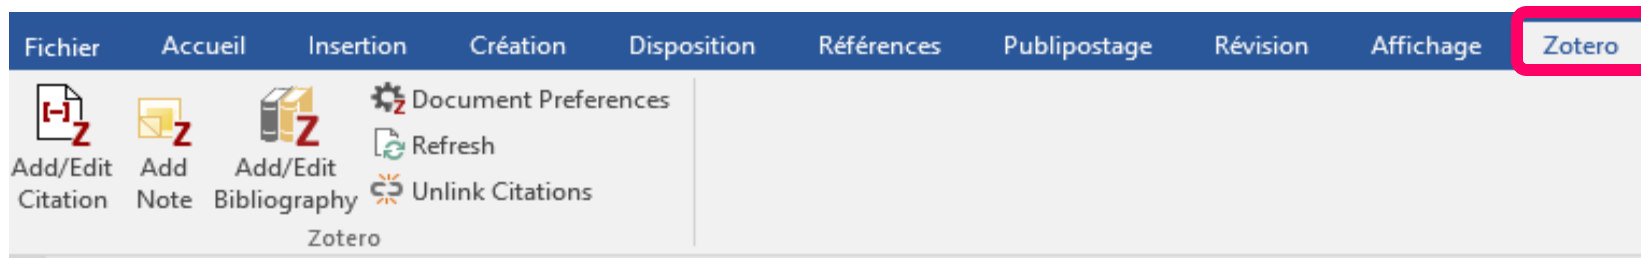 Fichier Accueil Insertion Création Disposition Références Publipostage Révision Affichage Zotero
Add/Edit Citation
Add Note
Add/Edit Bibliography
Document Preferences
Refresh
Unlink Citations
Zotero